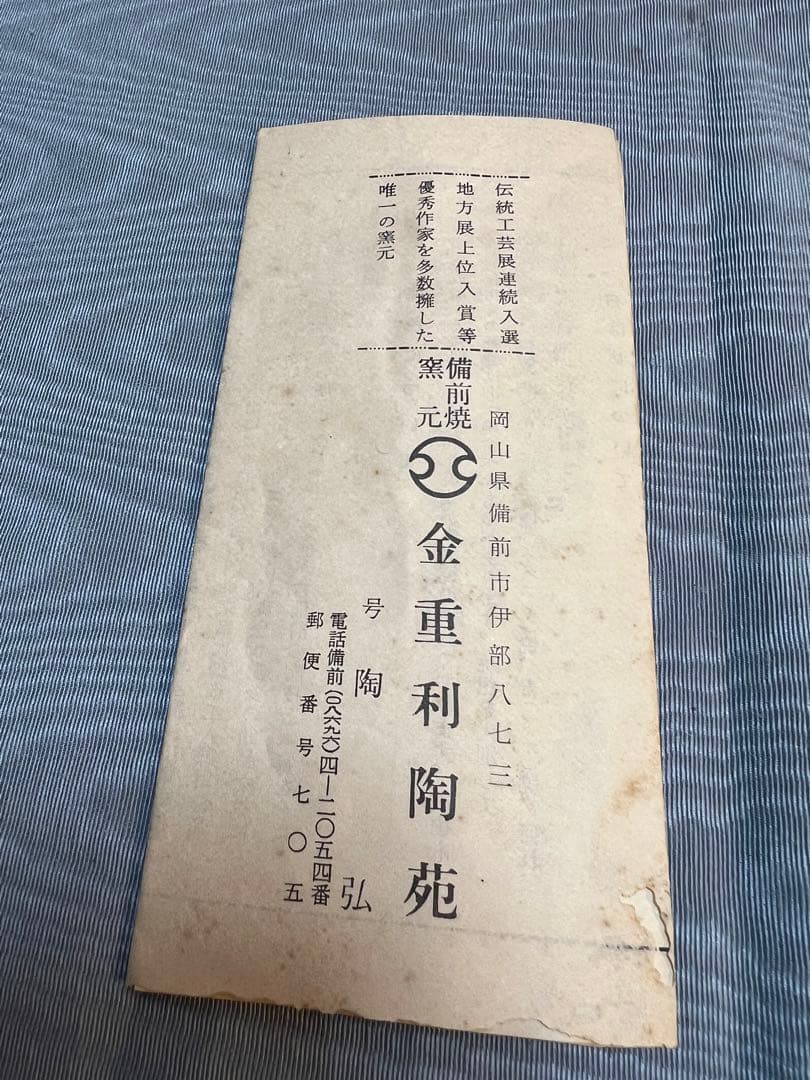 伝統工芸展連続入選
地方展上位入賞等
優秀作家を多数擁した
唯一の窯元
岡山県備前市伊部八七三
備前焼
窯元
金重利陶苑
号陶弘
電話備前(〇八六九六)四―二〇五四番
郵便番号七〇五